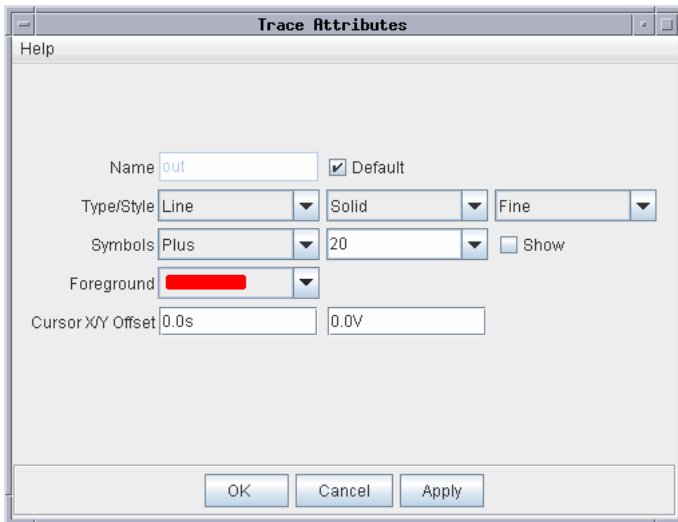 Trace Attributes
Help
Name out Default
Type/Style Line Solid Fine
Symbols Plus 20 Show
Foreground
Cursor X/Y Offset 0.0s 0.0V
OK Cancel Apply